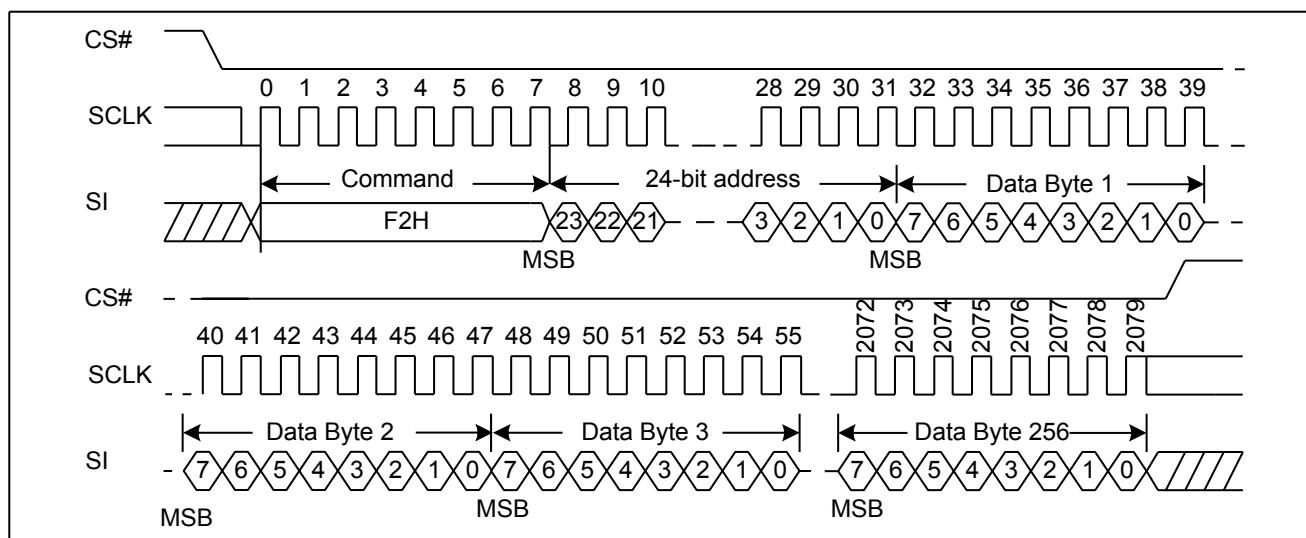 CS#
0 1 2 3 4 5 6 7 8 9 10 28 29 30 31 32 33 34 35 36 37 38 39
SCLK
Command 24-bit address Data Byte 1
SI
F2H 23 22 21 3 2 1 0 7 6 5 4 3 2 1 0
MSB MSB
CS#
40 41 42 43 44 45 46 47 48 49 50 51 52 53 54 55 2072 2073 2074 2075 2076 2077 2078 2079
SCLK
Data Byte 2 Data Byte 3 Data Byte 256
SI
7 6 5 4 3 2 1 0 7 6 5 4 3 2 1 0 7 6 5 4 3 2 1 0
MSB MSB MSB